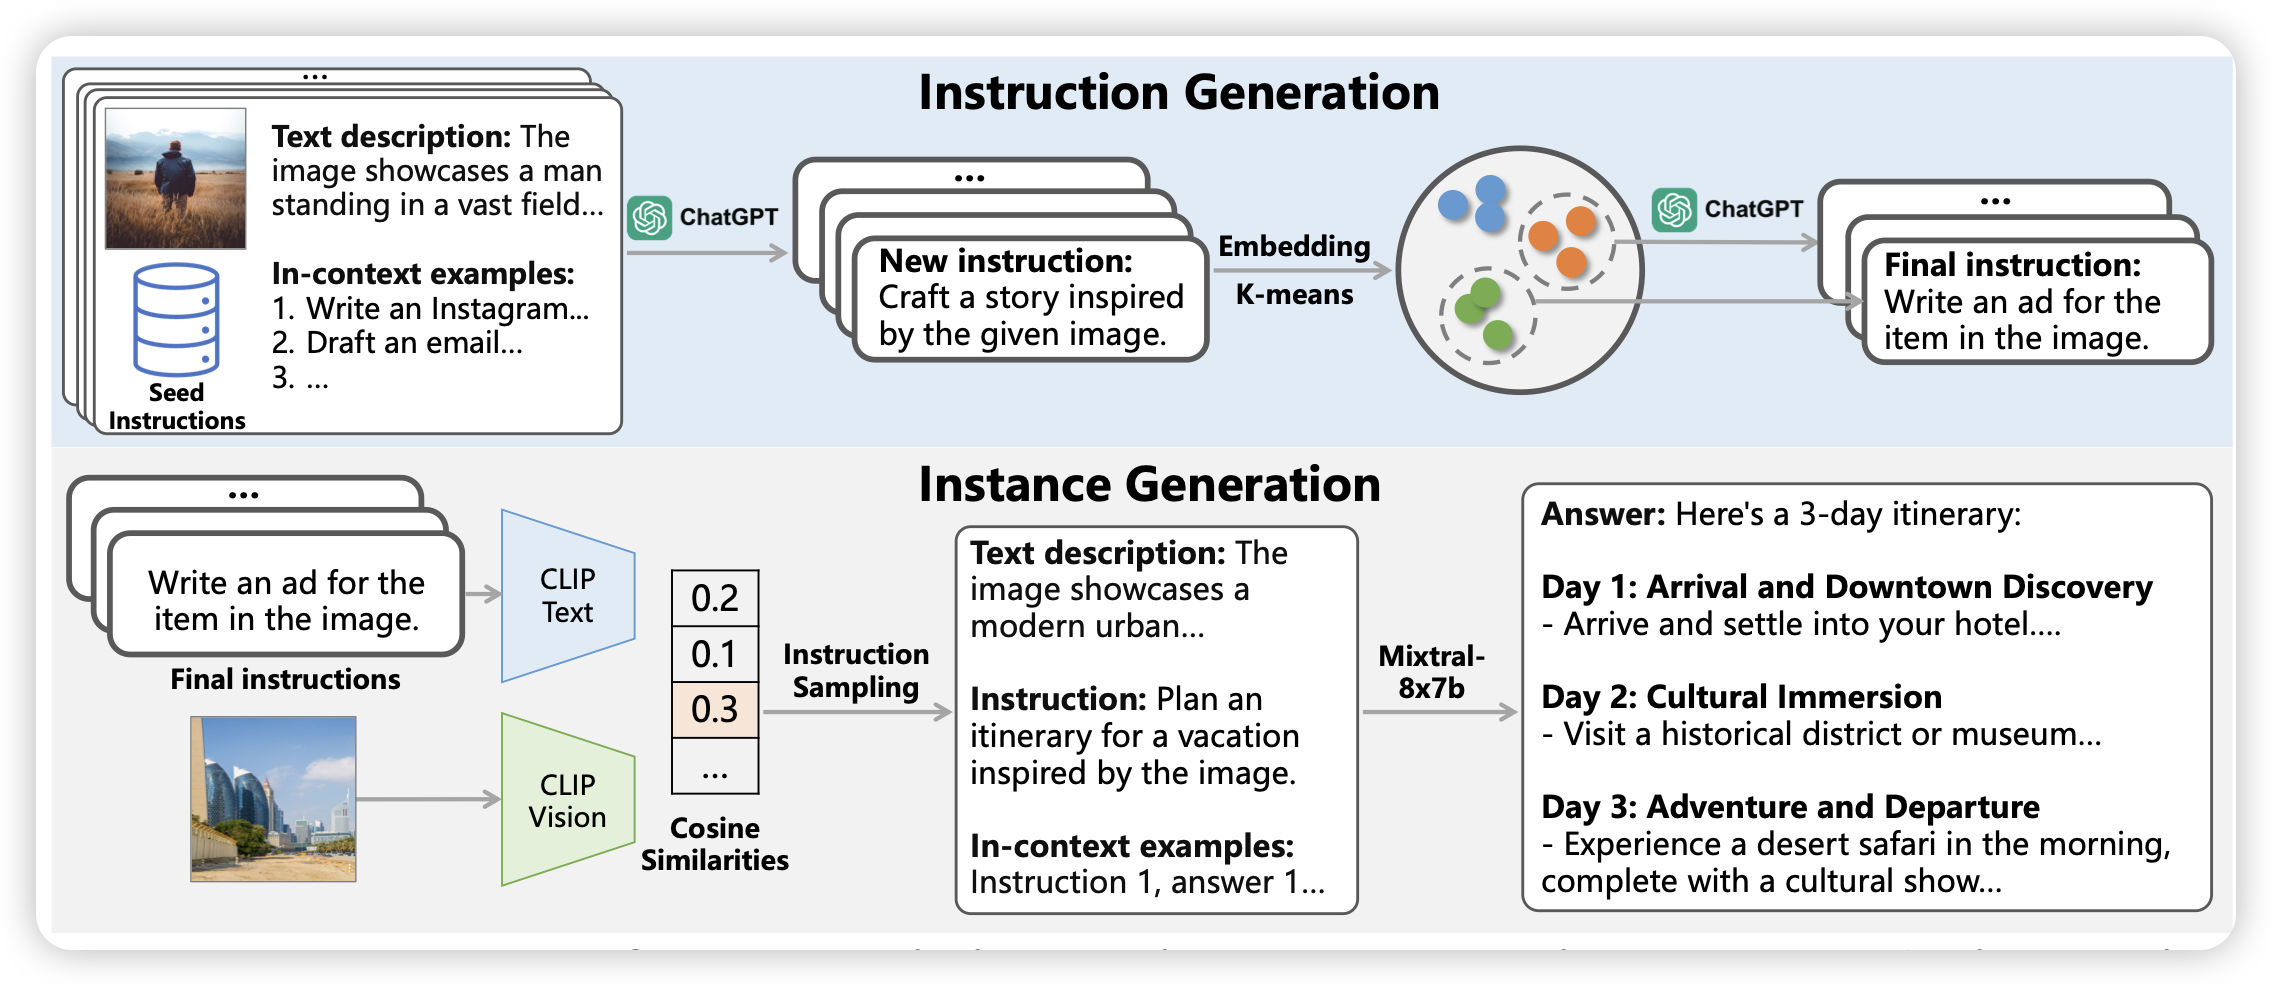 Instruction Generation
...
Text description: The
image showcases a man
standing in a vast field...
In-context examples:
1. Write an Instagram...
2. Draft an email...
3. ...
Seed
Instructions
ChatGPT
...
New instruction:
Craft a story inspired
by the given image.
Embedding
K-means
ChatGPT
...
Final instruction:
Write an ad for the
item in the image.
Instance Generation
...
Write an ad for the
item in the image.
Final instructions
CLIP
Text
CLIP
Vision
0.2
0.1
0.3
...
Cosine
Similarities
Instruction
Sampling
Text description: The
image showcases a
modern urban...
Instruction: Plan an
itinerary for a vacation
inspired by the image.
In-context examples:
Instruction 1, answer 1...
Mixtral-
8x7b
Answer: Here's a 3-day itinerary:
Day 1: Arrival and Downtown Discovery
- Arrive and settle into your hotel....
Day 2: Cultural Immersion
- Visit a historical district or museum...
Day 3: Adventure and Departure
- Experience a desert safari in the morning,
complete with a cultural show...